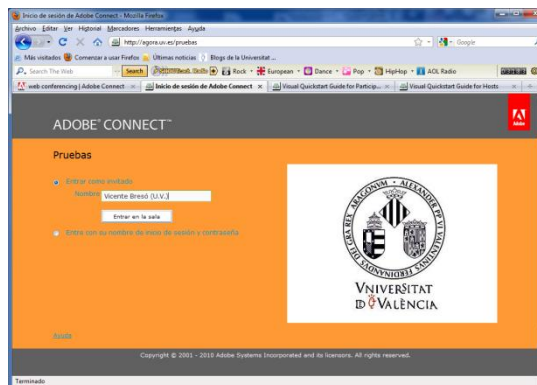 Inicio de sesión de Adobe Connect - Mozilla Firefox
Archivo Editar Ver Historial Marcadores Herramientas Ayuda
http://agora.uv.es/pruebas
Google
Más visitados Comenzar a usar Firefox Últimas noticias Blogs de la Universitat ...
Search The Web Search Rock European Dance Pop HipHop AOL Radio
web conferencing | Adobe Connect Inicio de sesión de Adobe Connect Visual Quickstart Guide for Particip... Visual Quickstart Guide for Hosts
ADOBE® CONNECT™
Adobe
Pruebas
Entrar como invitado
Nombre Vicente Bresó (U.V.)
Entrar en la sala
Entre con su nombre de inicio de sesión y contraseña
VNIVERSITAT
ID VALÈNCIA
Ayuda
Copyright © 2001 - 2010 Adobe Systems Incorporated and its licensors. All rights reserved.
Terminado